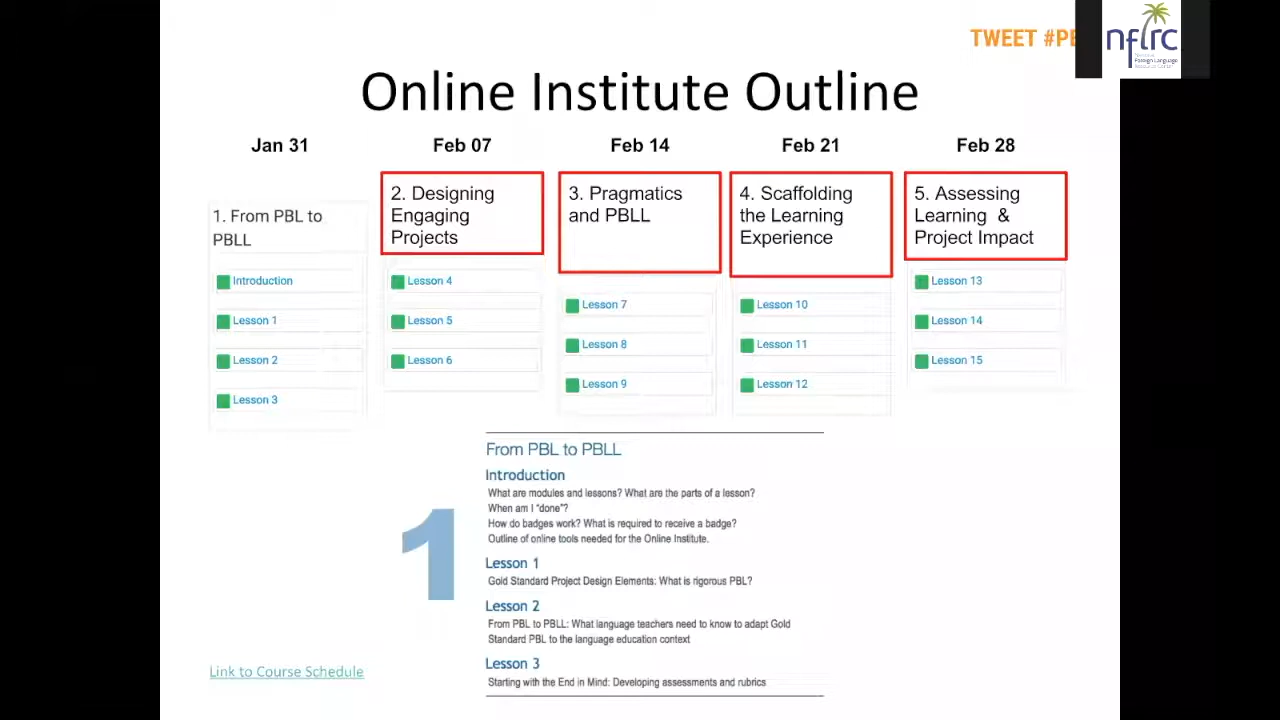 TWEET #P
nflrc
Foreign Language
Resource Center
Online Institute Outline
Jan 31
Feb 07
Feb 14
Feb 21
Feb 28
1. From PBL to
PBLL
Introduction
Lesson 1
Lesson 2
Lesson 3
2. Designing
Engaging
Projects
Lesson 4
Lesson 5
Lesson 6
3. Pragmatics
and PBLL
Lesson 7
Lesson 8
Lesson 9
4. Scaffolding
the Learning
Experience
Lesson 10
Lesson 11
Lesson 12
5. Assessing
Learning &
Project Impact
Lesson 13
Lesson 14
Lesson 15
1
From PBL to PBLL
Introduction
What are modules and lessons? What are the parts of a lesson?
When am I “done”?
How do badges work? What is required to receive a badge?
Outline of online tools needed for the Online Institute.
Lesson 1
Gold Standard Project Design Elements: What is rigorous PBL?
Lesson 2
From PBL to PBLL: What language teachers need to know to adapt Gold
Standard PBL to the language education context
Lesson 3
Starting with the End in Mind: Developing assessments and rubrics
Link to Course Schedule